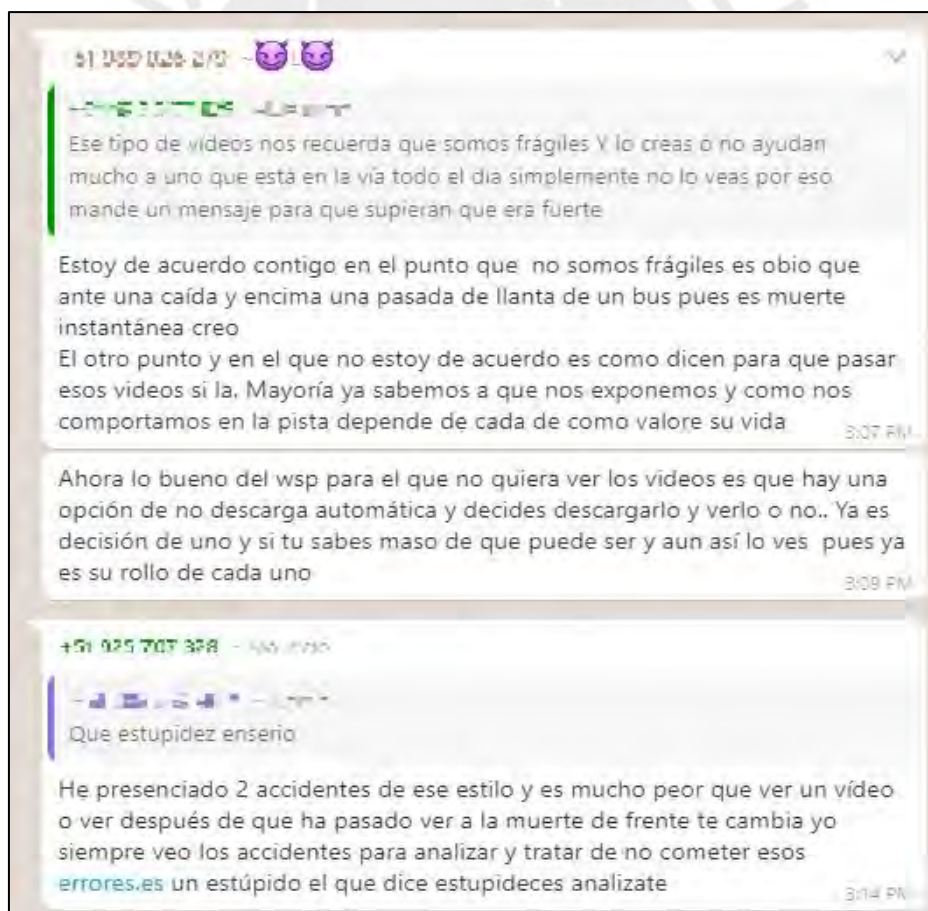 Ese tipo de videos nos recuerda que somos frágiles Y lo creas o no ayudan
mucho a uno que esta en la vía todo el dia simplemente no lo veas por eso
mande un mensaje para que supieran que era fuerte
Estoy de acuerdo contigo en el punto que no somos frágiles es obio que
ante una caída y encima una pasada de llanta de un bus pues es muerte
instantánea creo
El otro punto y en el que no estoy de acuerdo es como dicen para que pasar
esos videos si la. Mayoría ya sabemos a que nos exponemos y como nos
comportamos en la pista depende de cada de como valore su vida
3:07 PM
Ahora lo bueno del wsp para el que no quiera ver los videos es que hay una
opción de no descarga automática y decides descargarlo y verlo o no.. Ya es
decisión de uno y si tu sabes maso de que puede ser y aun así lo ves pues ya
es su rollo de cada uno
3:09 PM
Que estupidez enserio
He presenciado 2 accidentes de ese estilo y es mucho peor que ver un vídeo
o ver después de que ha pasado ver a la muerte de frente te cambia yo
siempre veo los accidentes para analizar y tratar de no cometer esos
errores.es un estúpido el que dice estupideces analizate
3:14 PM